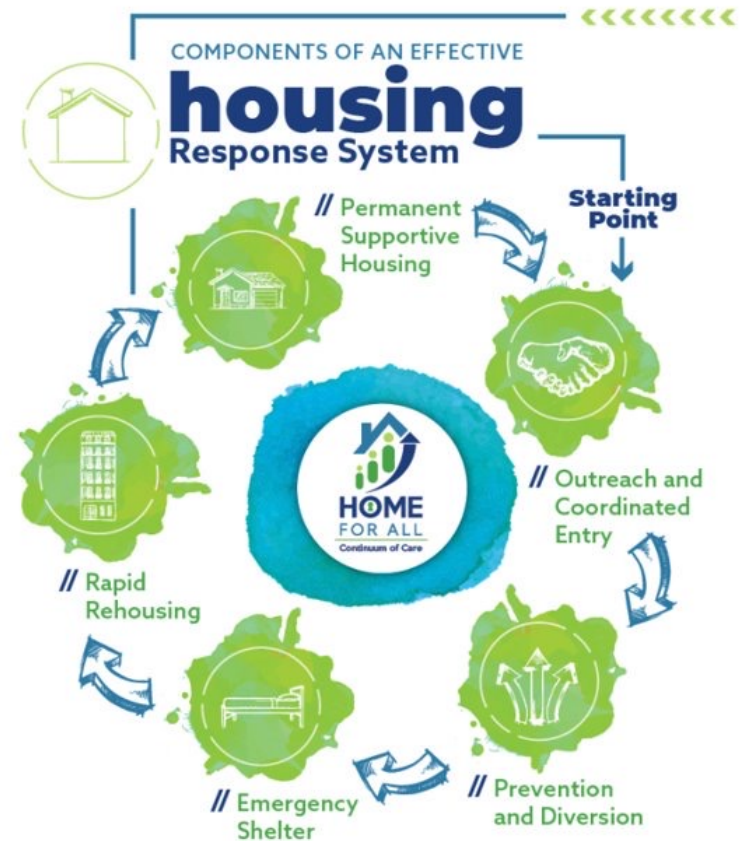 COMPONENTS OF AN EFFECTIVE
housing
Response System
Starting
Point
// Permanent
Supportive
Housing
// Outreach and
Coordinated
Entry
HOME
FOR ALL
Continuum of Care
// Rapid
Rehousing
// Prevention
and Diversion
// Emergency
Shelter